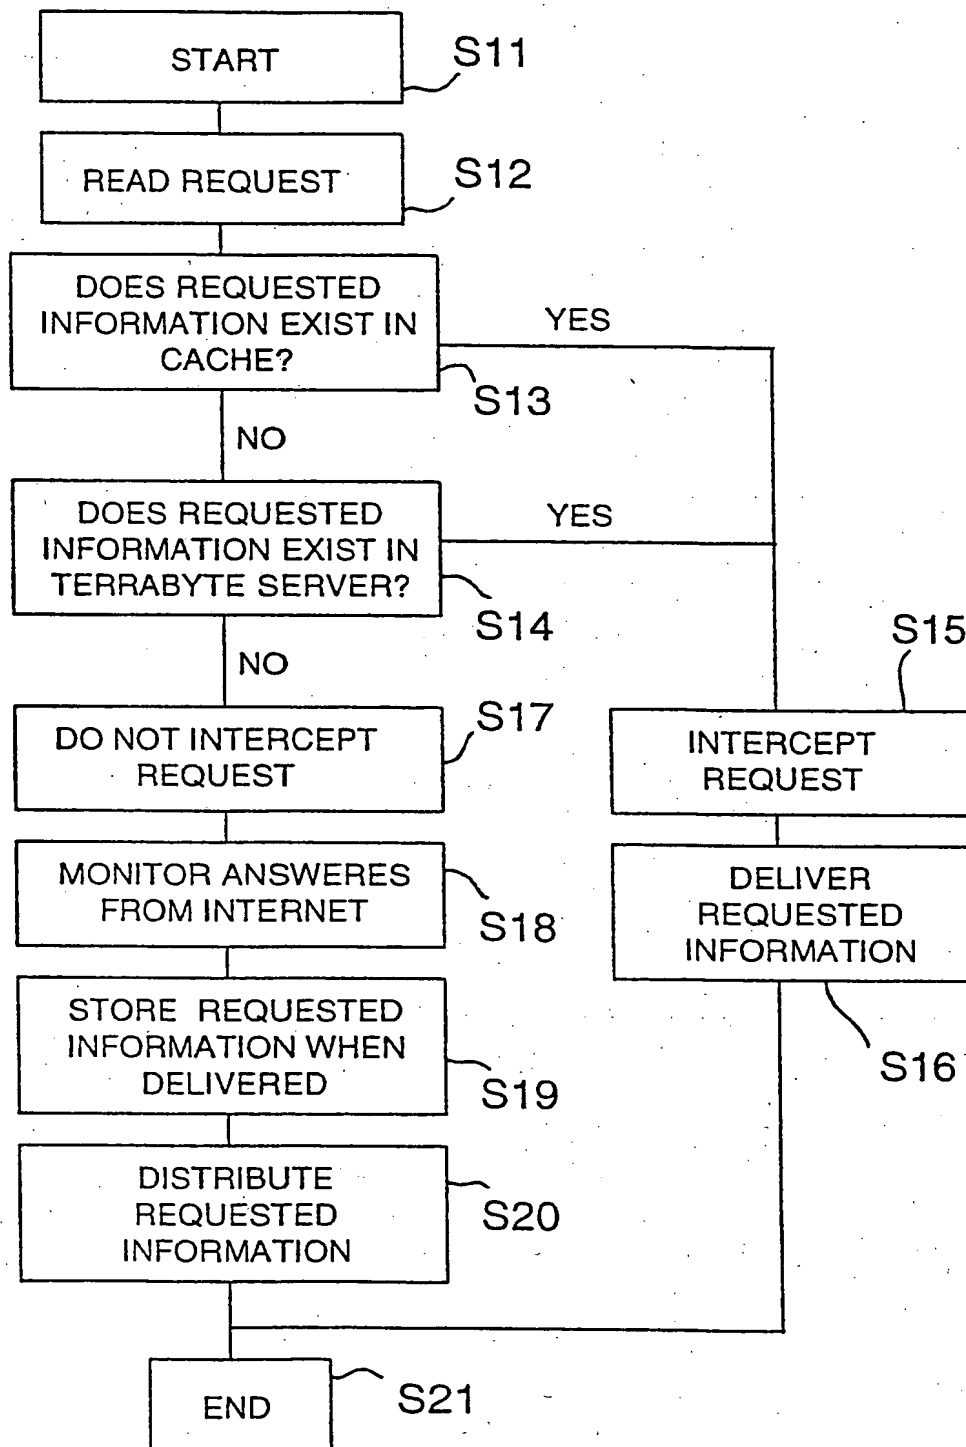 START
S11
READ REQUEST
S12
DOES REQUESTED
INFORMATION EXIST IN
CACHE?
YES
S13
NO
DOES REQUESTED
INFORMATION EXIST IN
TERRABYTE SERVER?
YES
S14
NO
S15
DO NOT INTERCEPT
REQUEST
S17
INTERCEPT
REQUEST
MONITOR ANSWERES
FROM INTERNET
S18
DELIVER
REQUESTED
INFORMATION
S16
STORE REQUESTED
INFORMATION WHEN
DELIVERED
S19
DISTRIBUTE
REQUESTED
INFORMATION
S20
END
S21